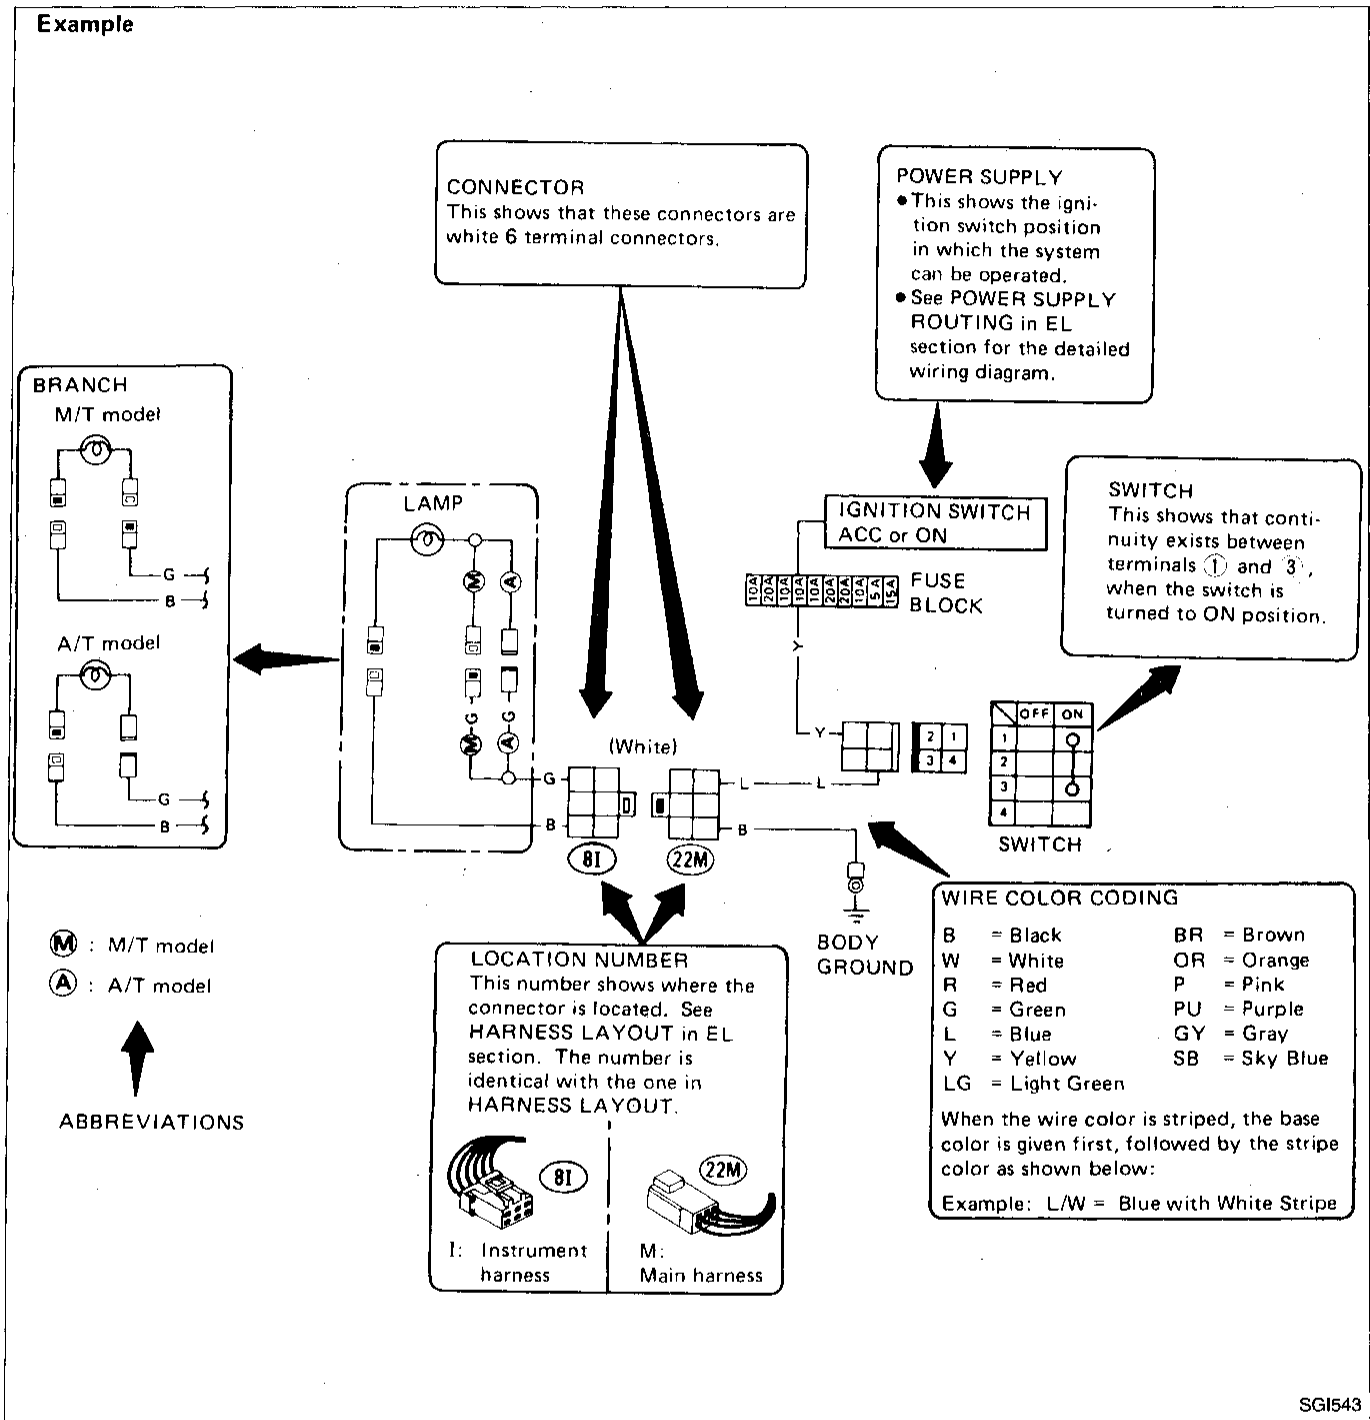 Example
CONNECTOR
This shows that these connectors are
white 6 terminal connectors.
POWER SUPPLY
● This shows the igni-
tion switch position
in which the system
can be operated.
● See POWER SUPPLY
ROUTING in EL
section for the detailed
wiring diagram.
BRANCH
M/T model
G
B
A/T model
G
B
LAMP
M
A
G
G
M
A
G
B
(White)
8I
22M
IGNITION SWITCH
ACC or ON
10A 20A 10A 10A 10A 20A 20A 10A 5A 15A
FUSE
BLOCK
Y
Y
L
L
B
2 1
3 4
OFF ON
1
2
3
4
SWITCH
SWITCH
This shows that conti-
nuity exists between
terminals ① and ③,
when the switch is
turned to ON position.
BODY
GROUND
M : M/T model
A : A/T model
ABBREVIATIONS
LOCATION NUMBER
This number shows where the
connector is located. See
HARNESS LAYOUT in EL
section. The number is
identical with the one in
HARNESS LAYOUT.
8I
22M
I: Instrument
harness
M:
Main harness
WIRE COLOR CODING
B = Black BR = Brown
W = White OR = Orange
R = Red P = Pink
G = Green PU = Purple
L = Blue GY = Gray
Y = Yellow SB = Sky Blue
LG = Light Green
When the wire color is striped, the base
color is given first, followed by the stripe
color as shown below:
Example: L/W = Blue with White Stripe
SGI543